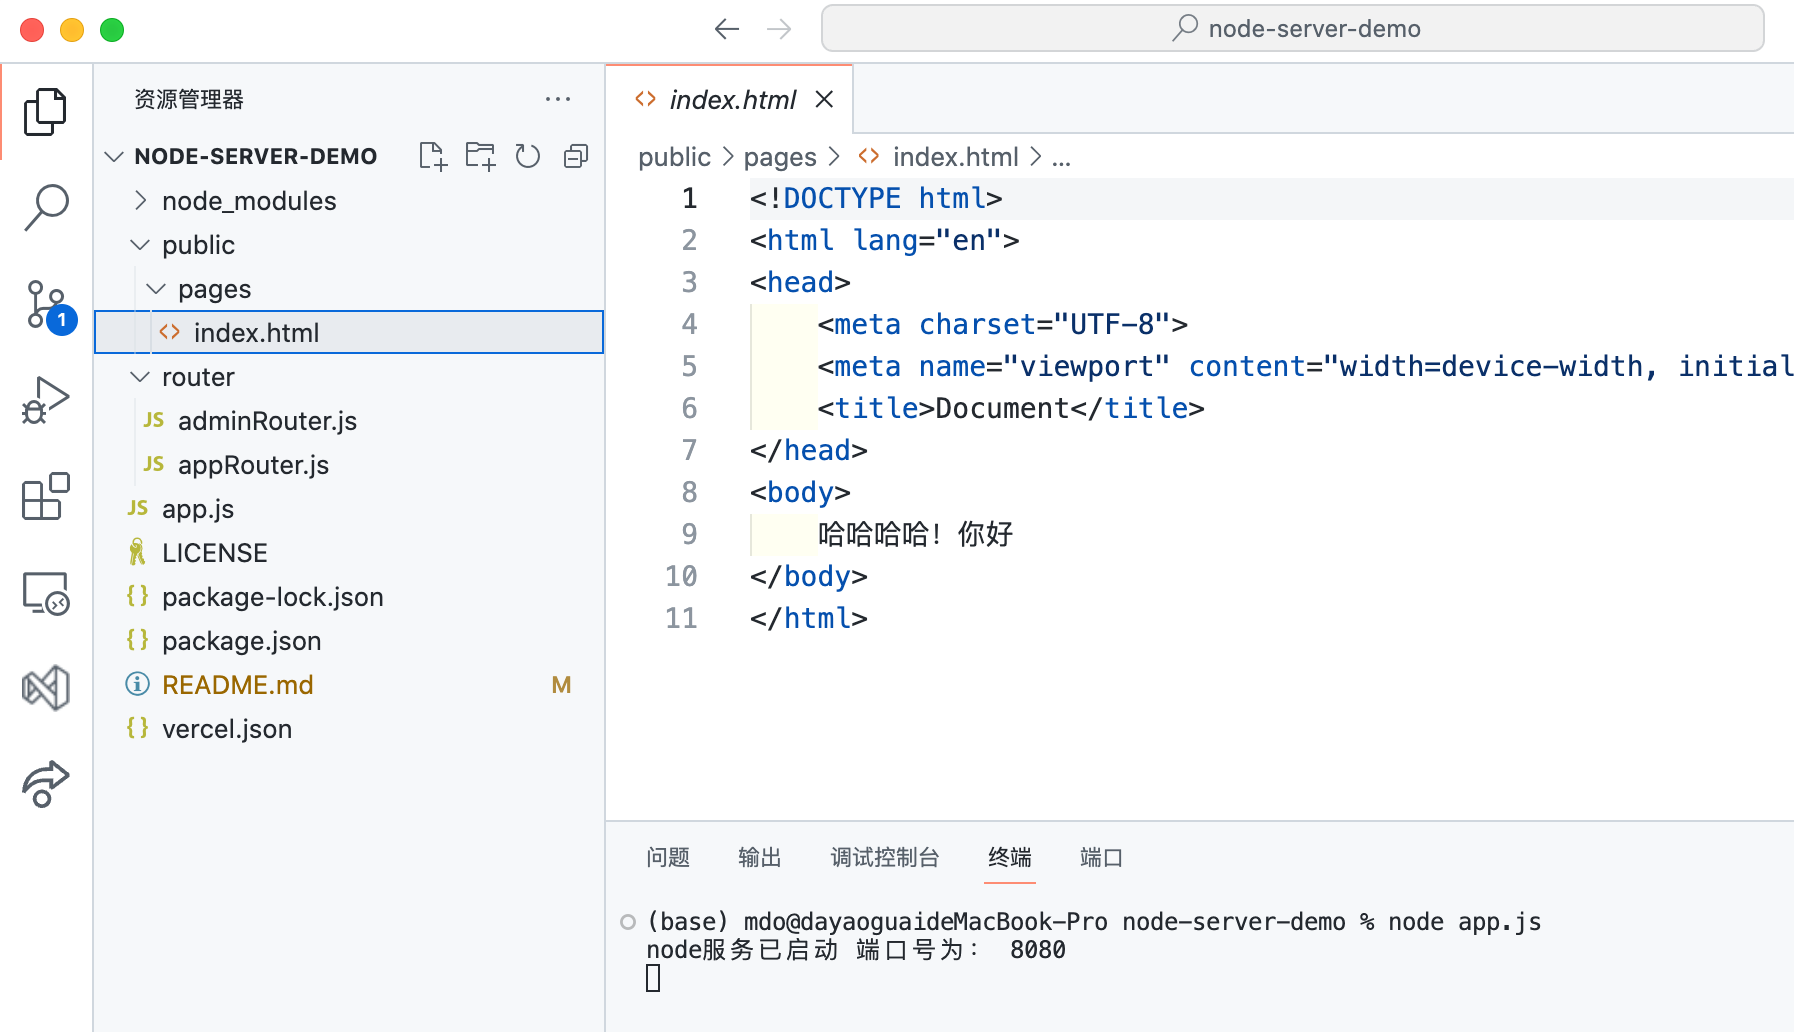 node-server-demo
资源管理器
NODE-SERVER-DEMO
node_modules
public
pages
index.html
router
JS adminRouter.js
JS appRouter.js
JS app.js
LICENSE
{} package-lock.json
{} package.json
README.md M
{} vercel.json
1
index.html
public > pages > index.html > ...
1 <!DOCTYPE html>
2 <html lang="en">
3 <head>
4 <meta charset="UTF-8">
5 <meta name="viewport" content="width=device-width, initial
6 <title>Document</title>
7 </head>
8 <body>
9 哈哈哈哈！你好
10 </body>
11 </html>
问题 输出 调试控制台 终端 端口
(base) mdo@dayaoguaideMacBook-Pro node-server-demo % node app.js
node服务已启动 端口号为： 8080